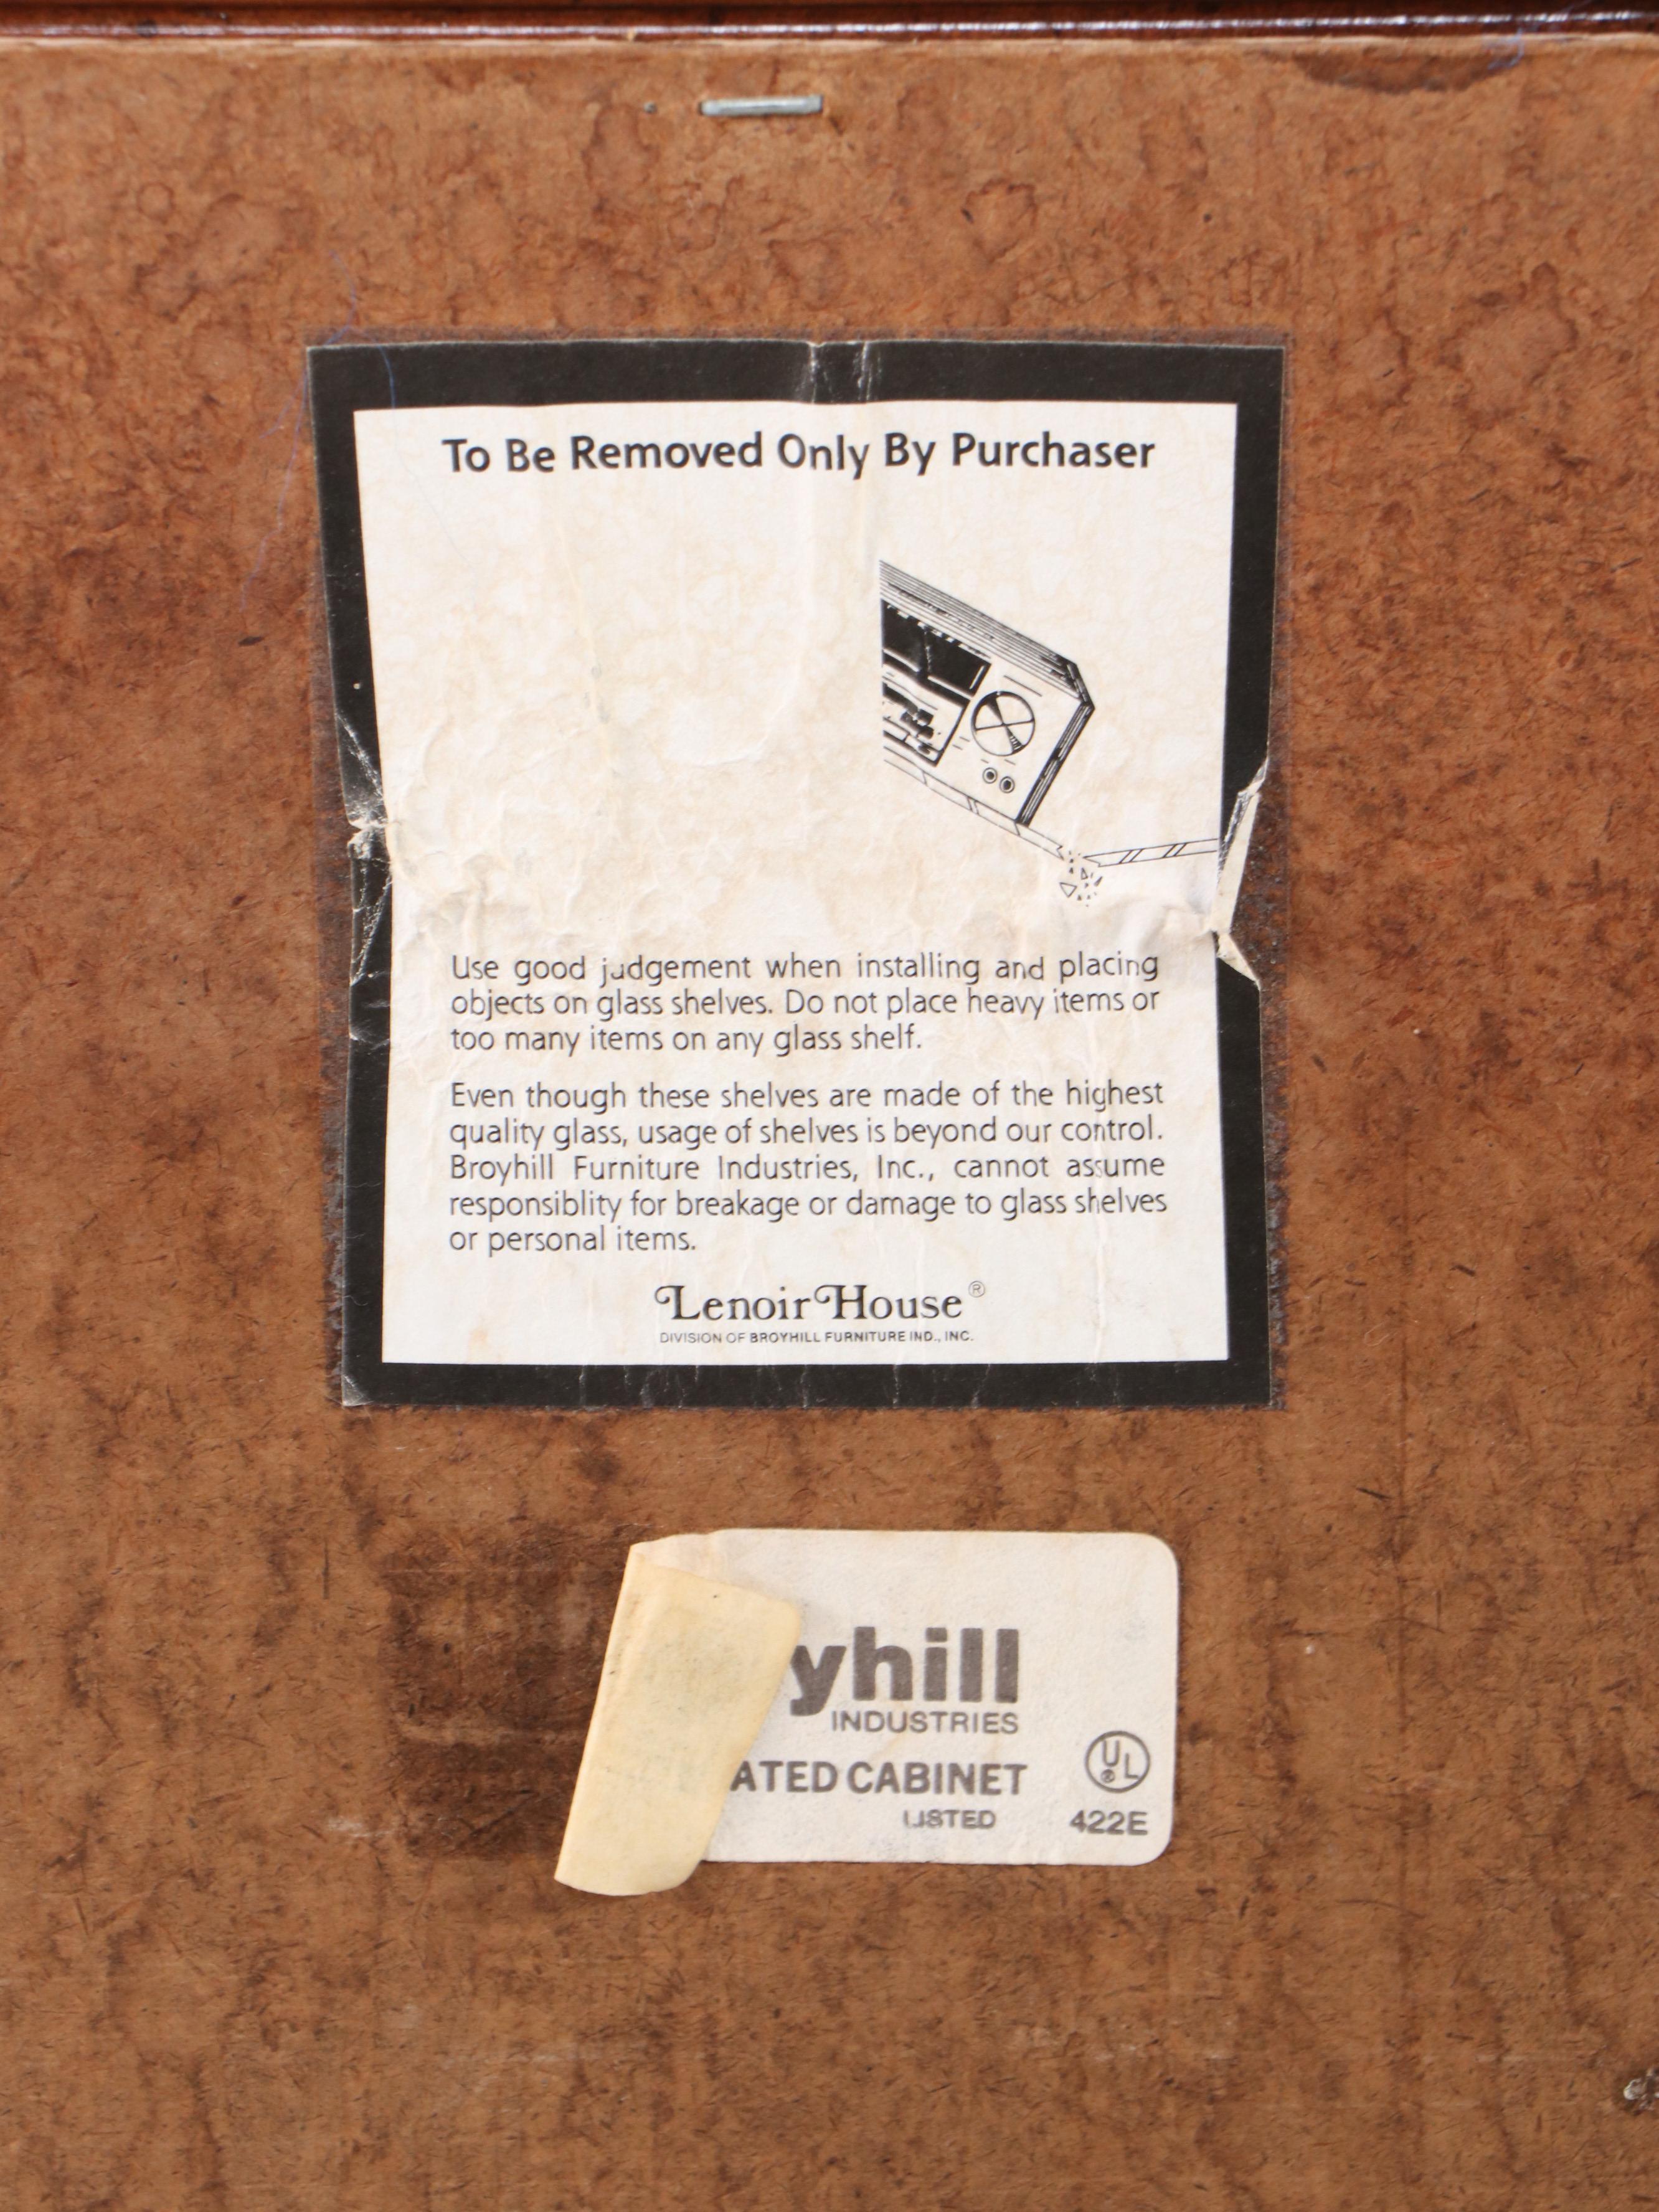 To Be Removed Only By Purchaser
Use good judgement when installing and placing
objects on glass shelves. Do not place heavy items or
too many items on any glass shelf.
Even though these shelves are made of the highest
quality glass, usage of shelves is beyond our control.
Broyhill Furniture Industries, Inc., cannot assume
responsiblity for breakage or damage to glass shelves
or personal items.
Lenoir House ®
DIVISION OF BROYHILL FURNITURE IND., INC.
yhill
INDUSTRIES
ATED CABINET
LISTED
UL
422E